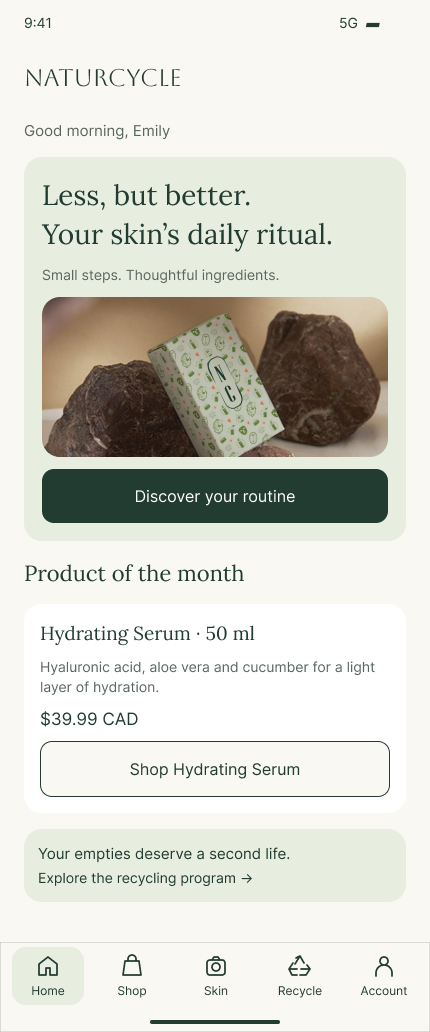 9:41
5G
NATURCYCLE
Good morning, Emily
Less, but better.
Your skin’s daily ritual.
Small steps. Thoughtful ingredients.
N
C
Discover your routine
Product of the month
Hydrating Serum · 50 ml
Hyaluronic acid, aloe vera and cucumber for a light
layer of hydration.
$39.99 CAD
Shop Hydrating Serum
Your empties deserve a second life.
Explore the recycling program →
Home
Shop
Skin
Recycle
Account